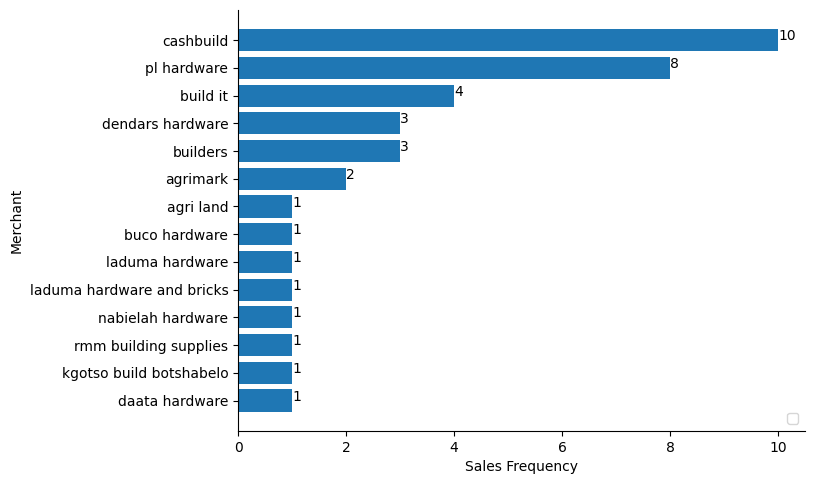 cashbuild 10
pl hardware 8
build it 4
dendars hardware 3
builders 3
agrimark 2
agri land 1
buco hardware 1
laduma hardware 1
laduma hardware and bricks 1
nabielah hardware 1
rmm building supplies 1
kgotso build botshabelo 1
daata hardware 1
Merchant
0 2 4 6 8 10
Sales Frequency